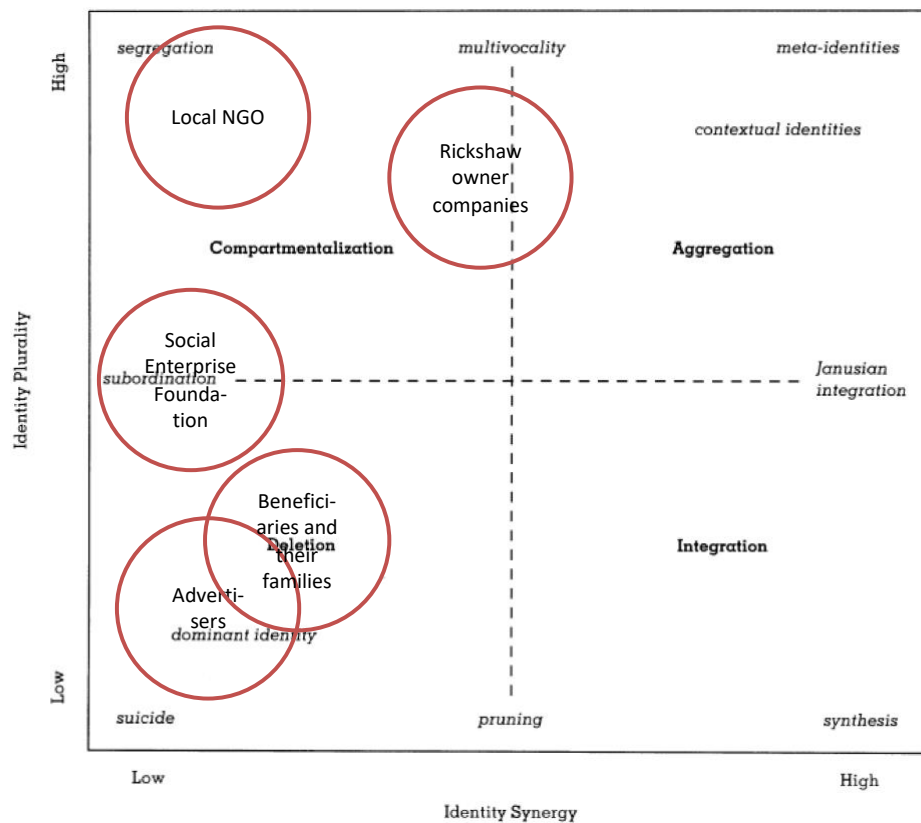 High
segregation
multivocality
meta-identities
Local NGO
contextual identities
Rickshaw
owner
companies
Compartmentalization
Aggregation
Identity Plurality
Social
Enterprise
subordination
Founda-
tion
Janusian
integration
Benefici-
aries and
Deletion
their
families
Integration
Adverti-
sers
dominant identity
Low
suicide
pruning
synthesis
Low
High
Identity Synergy